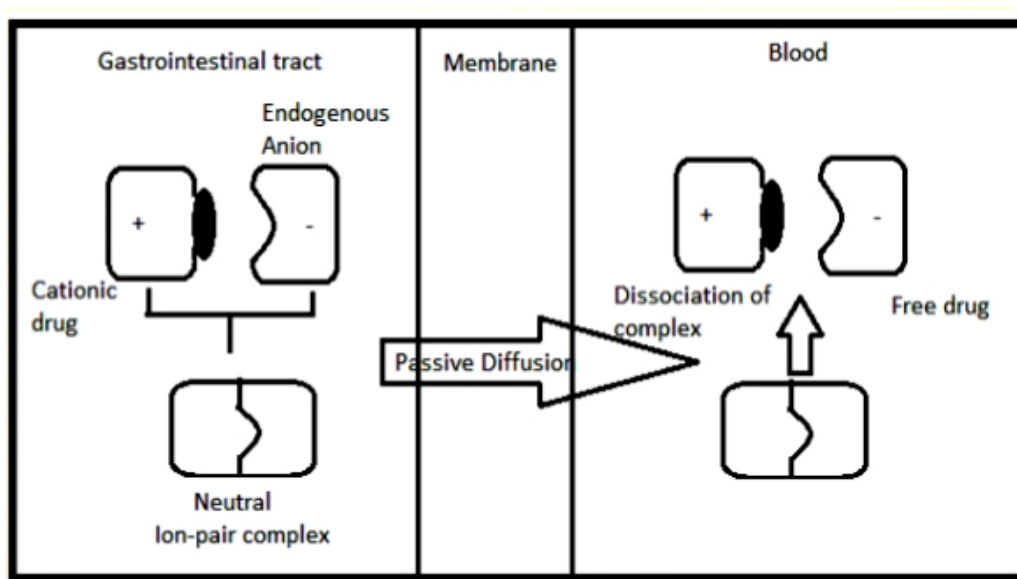 Gastrointestinal tract
Membrane
Blood
Endogenous
Anion
+
-
+
-
Cationic
drug
Dissociation of
complex
Free drug
Passive Diffusion
Neutral
Ion-pair complex